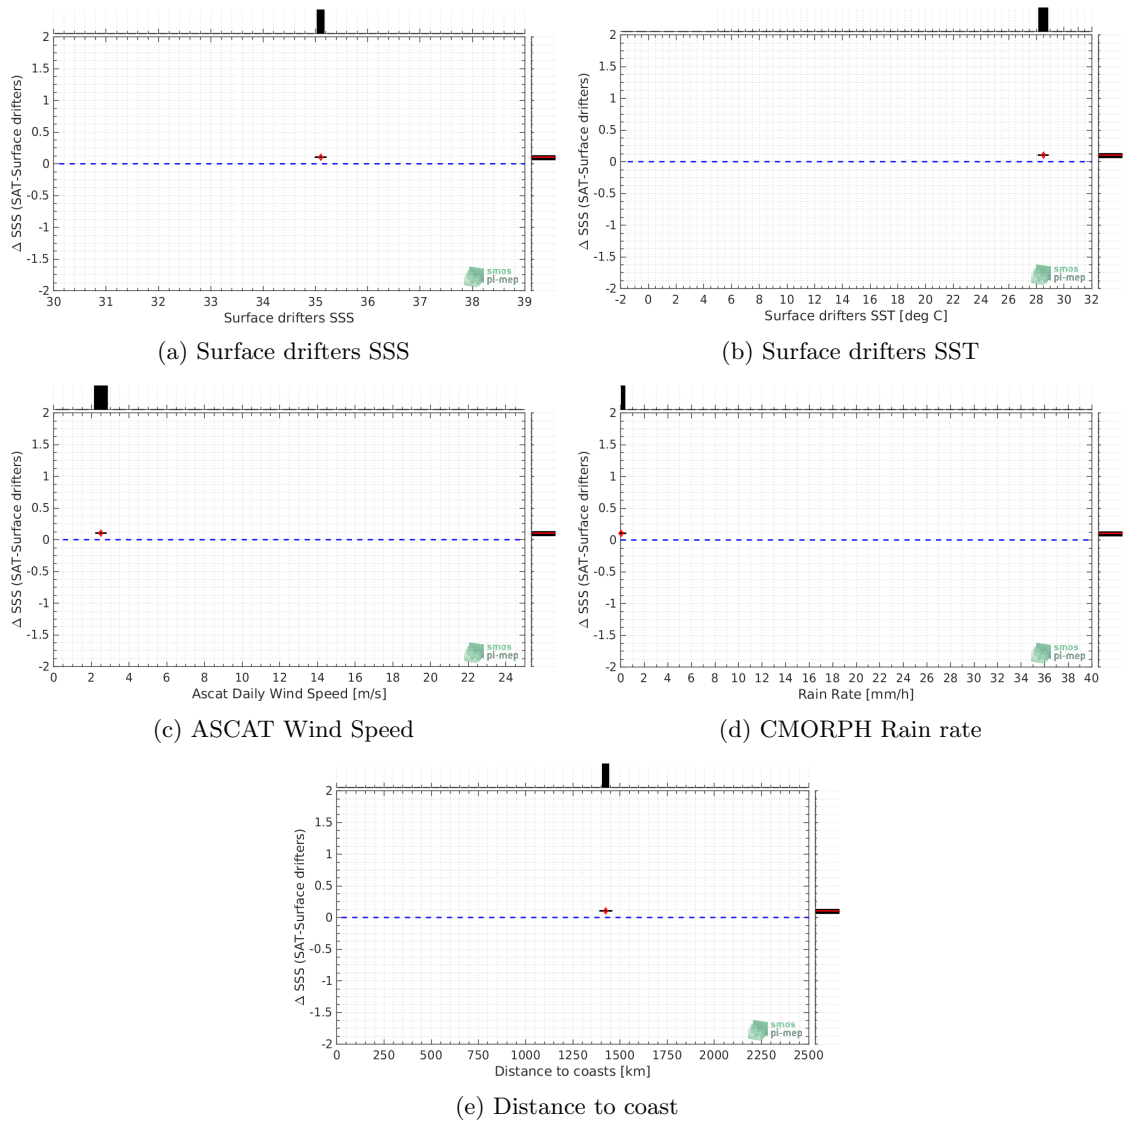 2
1.5
1
0.5
0
-0.5
-1
-1.5
-2
Δ SSS (SAT-Surface drifters)
smos
pi-mep
30 31 32 33 34 35 36 37 38 39
Surface drifters SSS
(a) Surface drifters SSS
2
1.5
1
0.5
0
-0.5
-1
-1.5
-2
Δ SSS (SAT-Surface drifters)
smos
pi-mep
-2 0 2 4 6 8 10 12 14 16 18 20 22 24 26 28 30 32
Surface drifters SST [deg C]
(b) Surface drifters SST
2
1.5
1
0.5
0
-0.5
-1
-1.5
-2
Δ SSS (SAT-Surface drifters)
smos
pi-mep
0 2 4 6 8 10 12 14 16 18 20 22 24
Ascat Daily Wind Speed [m/s]
(c) ASCAT Wind Speed
2
1.5
1
0.5
0
-0.5
-1
-1.5
-2
Δ SSS (SAT-Surface drifters)
smos
pi-mep
0 2 4 6 8 10 12 14 16 18 20 22 24 26 28 30 32 34 36 38 40
Rain Rate [mm/h]
(d) CMORPH Rain rate
2
1.5
1
0.5
0
-0.5
-1
-1.5
-2
Δ SSS (SAT-Surface drifters)
smos
pi-mep
0 250 500 750 1000 1250 1500 1750 2000 2250 2500
Distance to coasts [km]
(e) Distance to coast